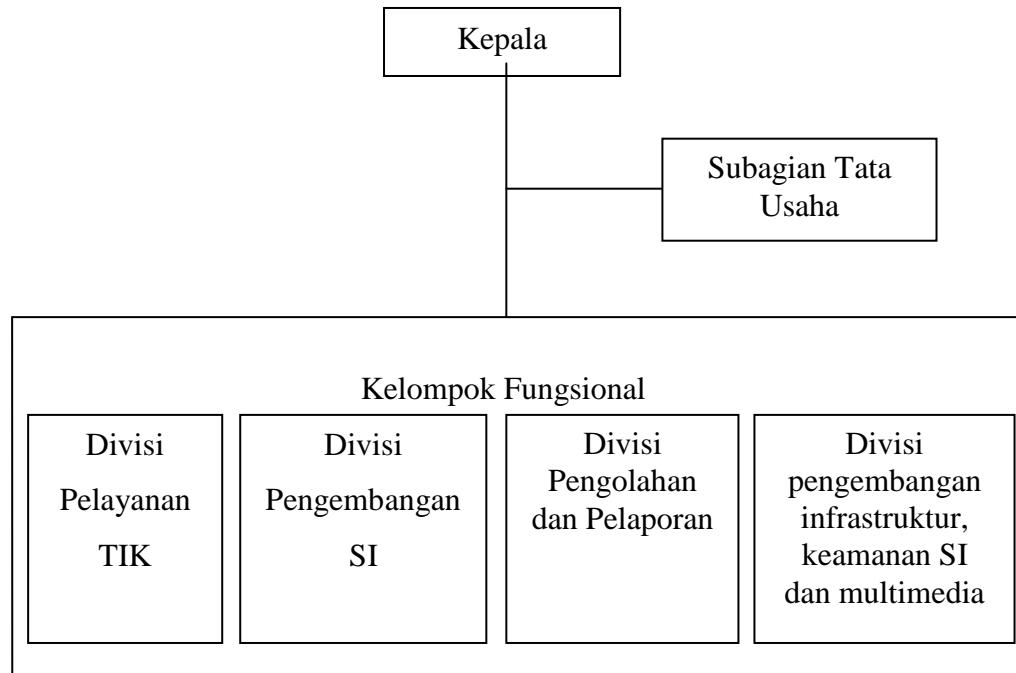 Kepala
Subagian Tata
Usaha
Kelompok Fungsional
Divisi
Pelayanan
TIK
Divisi
Pengembangan
SI
Divisi
Pengolahan
dan Pelaporan
Divisi
pengembangan
infrastruktur,
keamanan SI
dan multimedia